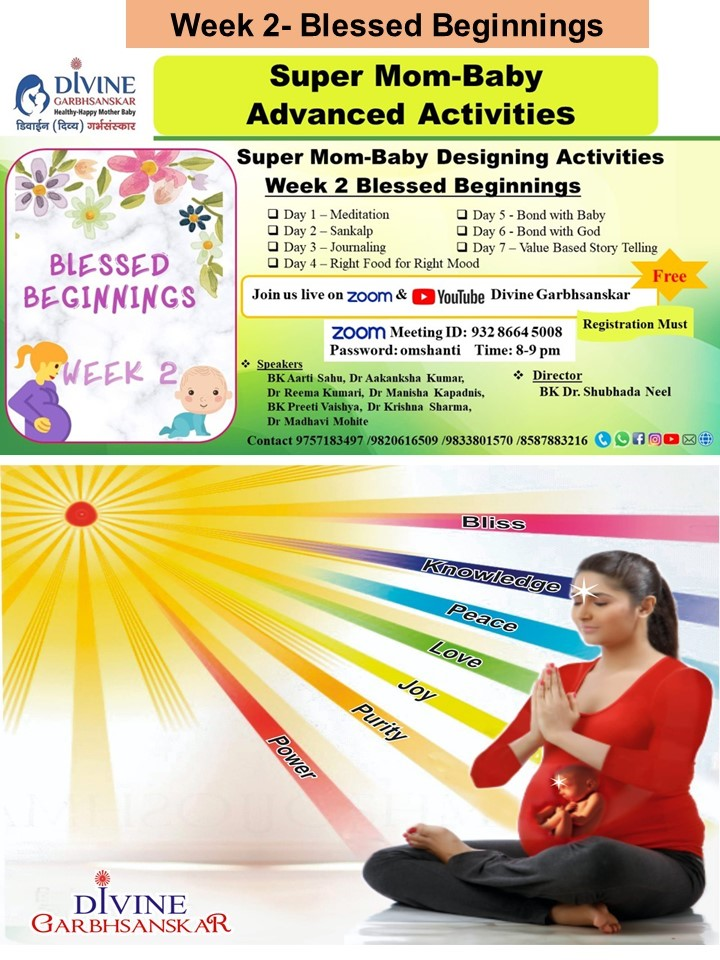 Week 2- Blessed Beginnings
DIVINE
GARBHSANSKAR
Healthy-Happy Mother Baby
डिवाईन (दिव्य) गर्भसंस्कार
Super Mom-Baby
Advanced Activities
Super Mom-Baby Designing Activities
Week 2 Blessed Beginnings
Day 1 – Meditation
Day 2 – Sankalp
Day 3 – Journaling
Day 4 – Right Food for Right Mood
Day 5 - Bond with Baby
Day 6 - Bond with God
Day 7 – Value Based Story Telling
BLESSED
BEGINNINGS
WEEK 2
Free
Join us live on zoom & YouTube Divine Garbhsanskar
Registration Must
zoom Meeting ID: 932 8664 5008
Password: omshanti Time: 8-9 pm
Speakers
BK Aarti Sahu, Dr Aakanksha Kumar,
Dr Reema Kumari, Dr Manisha Kapadnis,
BK Preeti Vaishya, Dr Krishna Sharma,
Dr Madhavi Mohite
Director
BK Dr. Shubhada Neel
Contact 9757183497 /9820616509 /9833801570 /8587883216
Bliss
Knowledge
Peace
Love
Joy
Purity
Power
DIVINE
GARBHSANSKAR